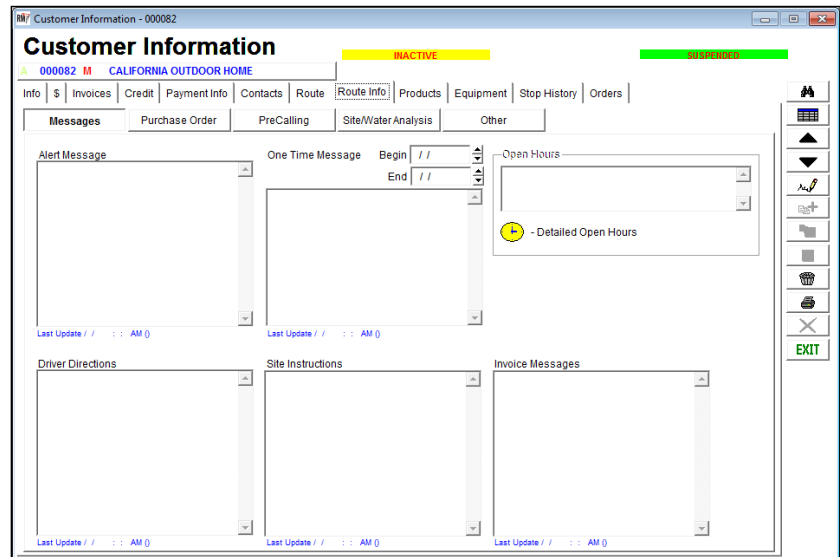 RM Customer Information - 000082
Customer Information
INACTIVE
SUSPENDED
A 000082 M CALIFORNIA OUTDOOR HOME
Info $ Invoices Credit Payment Info Contacts Route Route Info Products Equipment Stop History Orders
Messages Purchase Order PreCalling Site/Water Analysis Other
Alert Message
One Time Message Begin / /
End / /
Open Hours
- Detailed Open Hours
Last Update / / : : AM ()
Last Update / / : : AM ()
Driver Directions
Site Instructions
Invoice Messages
Last Update / / : : AM ()
Last Update / / : : AM ()
Last Update / / : : AM ()
EXIT